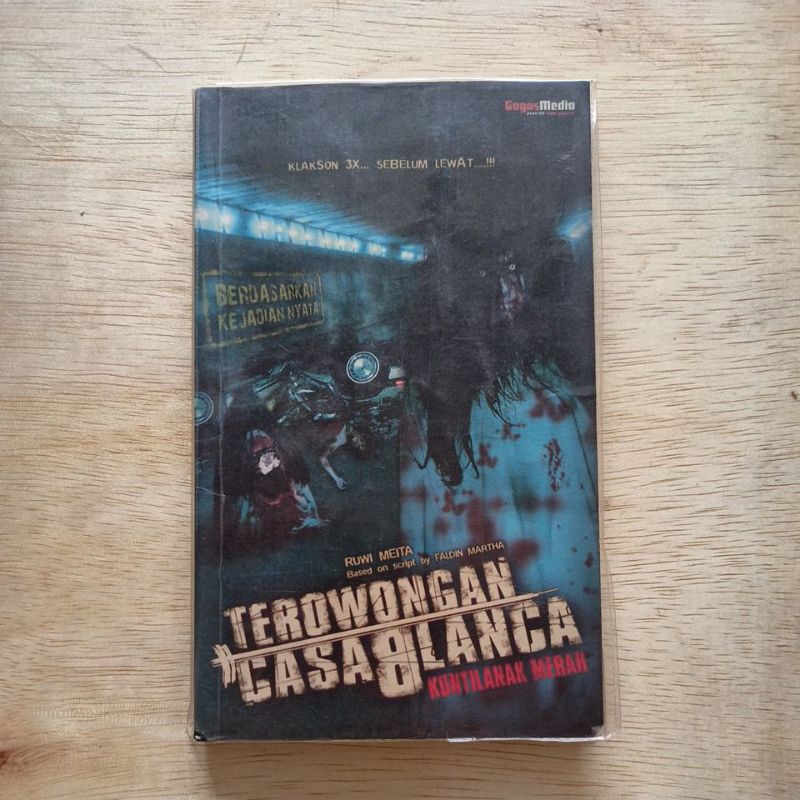 GagasMedia
KLAKSON 3X... SEBELUM LEWAT.....!!!
BERDASARKAN
KEJADIAN NYATA
RUWI MEITA
Based on script by FALDIN MARTHA
TEROWONGAN
CASABLANCA
KUNTILANAK MERAH